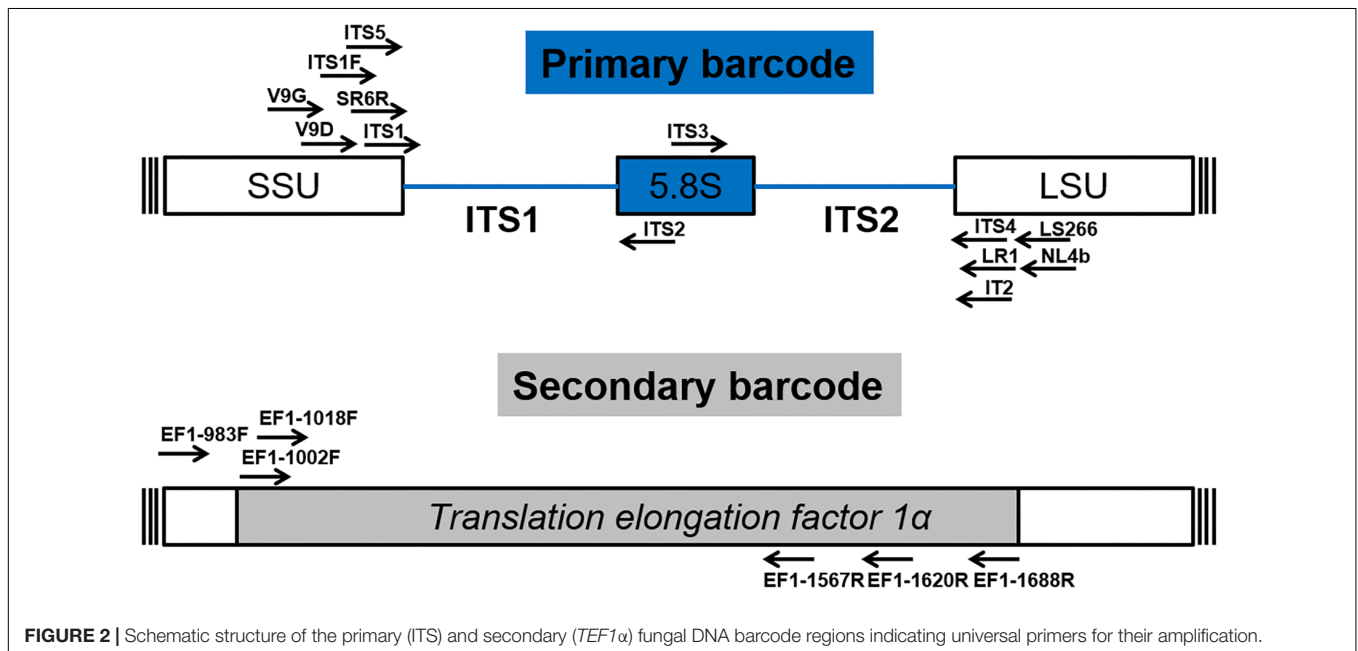 ITS5
Primary barcode
ITS1F
V9G
SR6R
V9D
ITS1
ITS3
SSU
5.8S
LSU
ITS1
ITS2
ITS2
ITS4
LS266
LR1
NL4b
IT2
Secondary barcode
EF1-1018F
EF1-983F
EF1-1002F
Translation elongation factor 1α
EF1-1567R
EF1-1620R
EF1-1688R
FIGURE 2 | Schematic structure of the primary (ITS) and secondary (TEF1α) fungal DNA barcode regions indicating universal primers for their amplification.